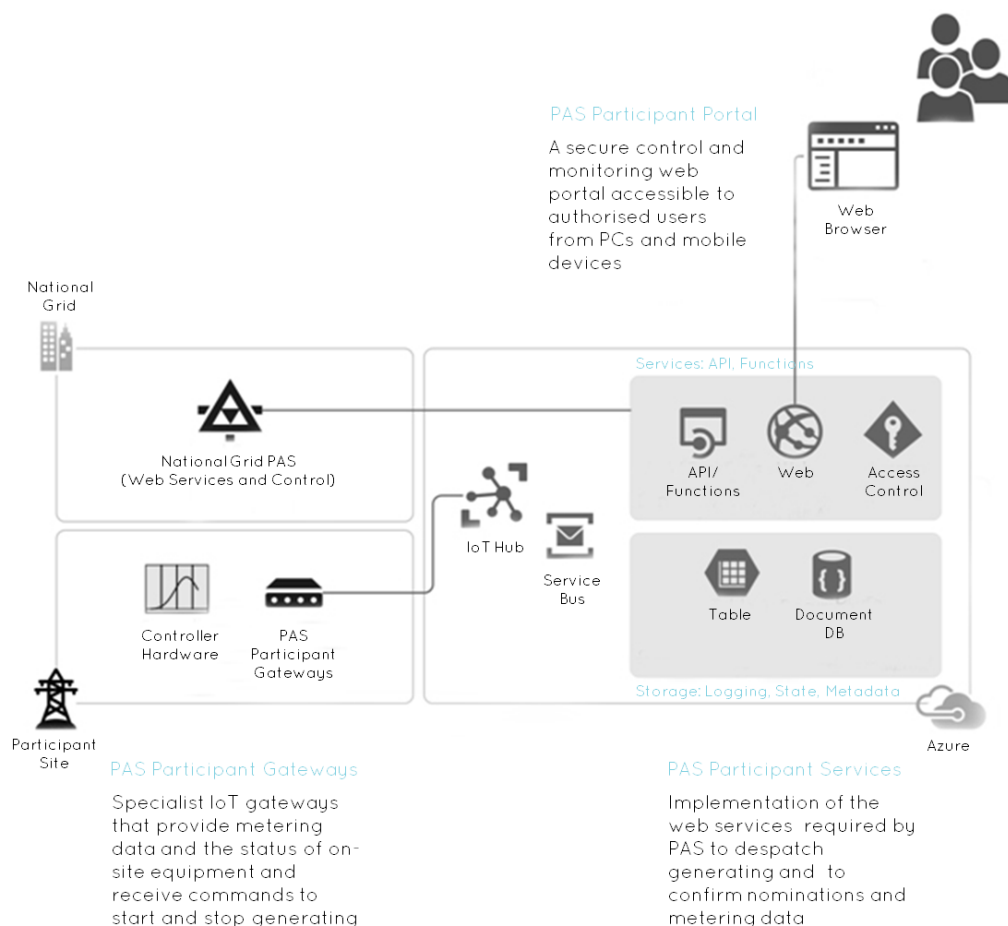 PAS Participant Portal
A secure control and
monitoring web
portal accessible to
authorised users
from PCs and mobile
devices
Web
Browser
National
Grid
Services: API, Functions
National Grid PAS
(Web Services and Control)
API/
Functions
Web
Access
Control
IoT Hub
Service
Bus
Controller
Hardware
PAS
Participant
Gateways
Table
Document
DB
Storage: Logging, State, Metadata
Participant
Site
Azure
PAS Participant Gateways
Specialist IoT gateways
that provide metering
data and the status of on-
site equipment and
receive commands to
start and stop generating
PAS Participant Services
Implementation of the
web services required by
PAS to despatch
generating and to
confirm nominations and
metering data